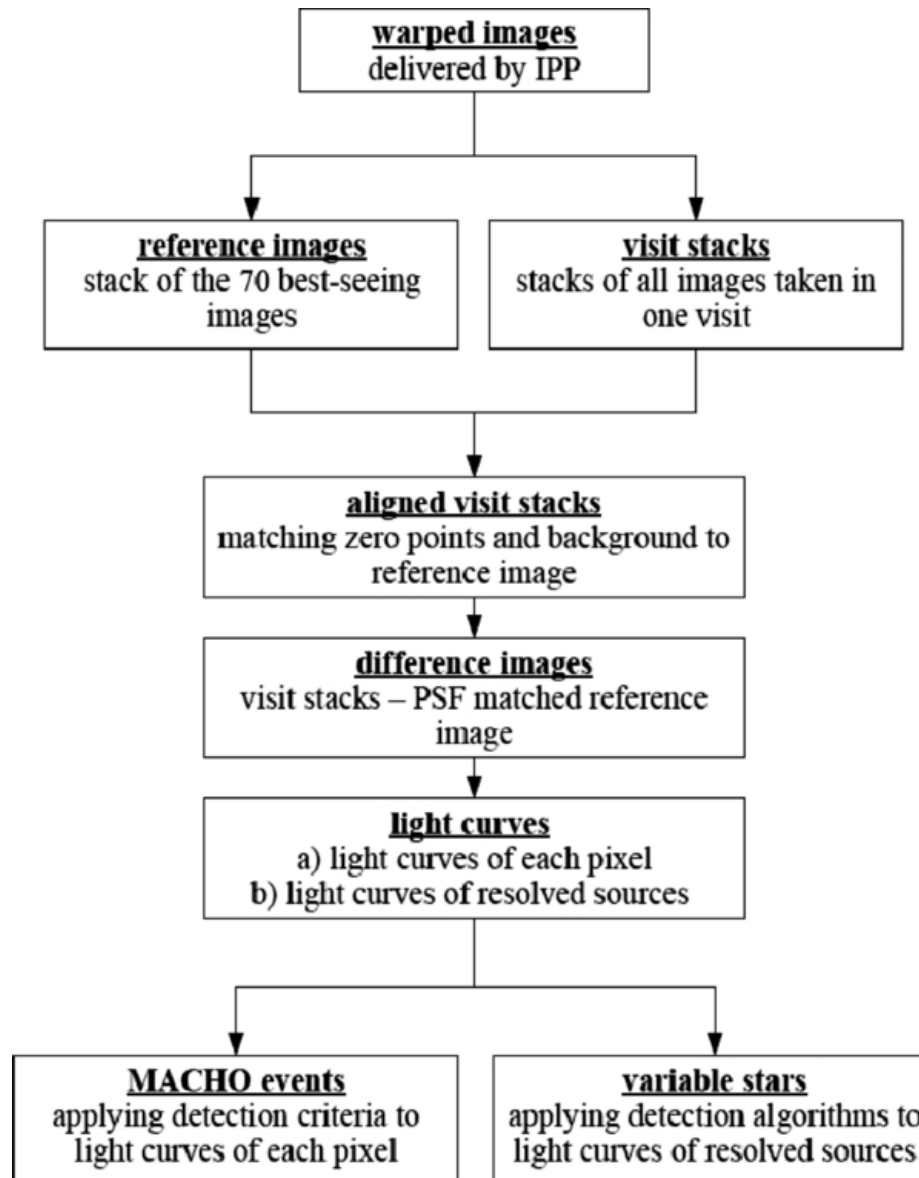 warped images
delivered by IPP
reference images
stack of the 70 best-seeing
images
visit stacks
stacks of all images taken in
one visit
aligned visit stacks
matching zero points and background to
reference image
difference images
visit stacks – PSF matched reference
image
light curves
a) light curves of each pixel
b) light curves of resolved sources
MACHO events
applying detection criteria to
light curves of each pixel
variable stars
applying detection algorithms to
light curves of resolved sources